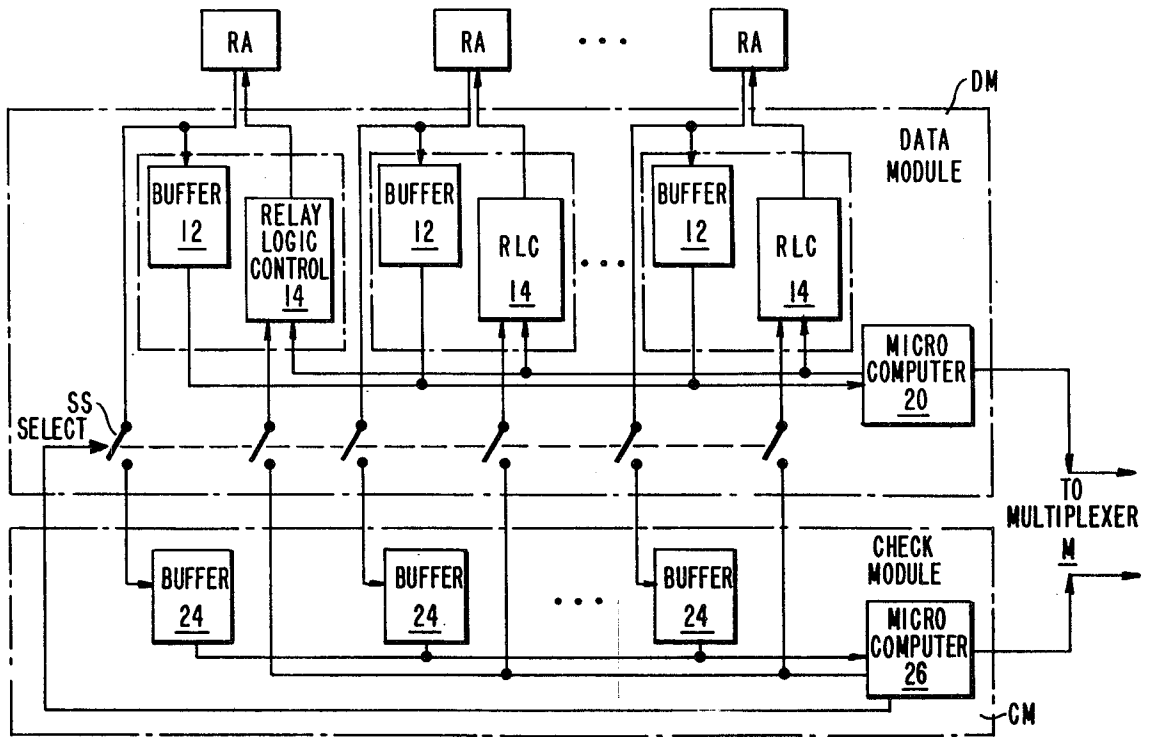 RA
RA
RA
DM
DATA
MODULE
BUFFER
12
RELAY
LOGIC
CONTROL
14
BUFFER
12
RLC
14
BUFFER
12
RLC
14
MICRO
COMPUTER
20
SS
SELECT
TO
MULTIPLEXER
M
CHECK
MODULE
BUFFER
24
BUFFER
24
BUFFER
24
MICRO
COMPUTER
26
CM